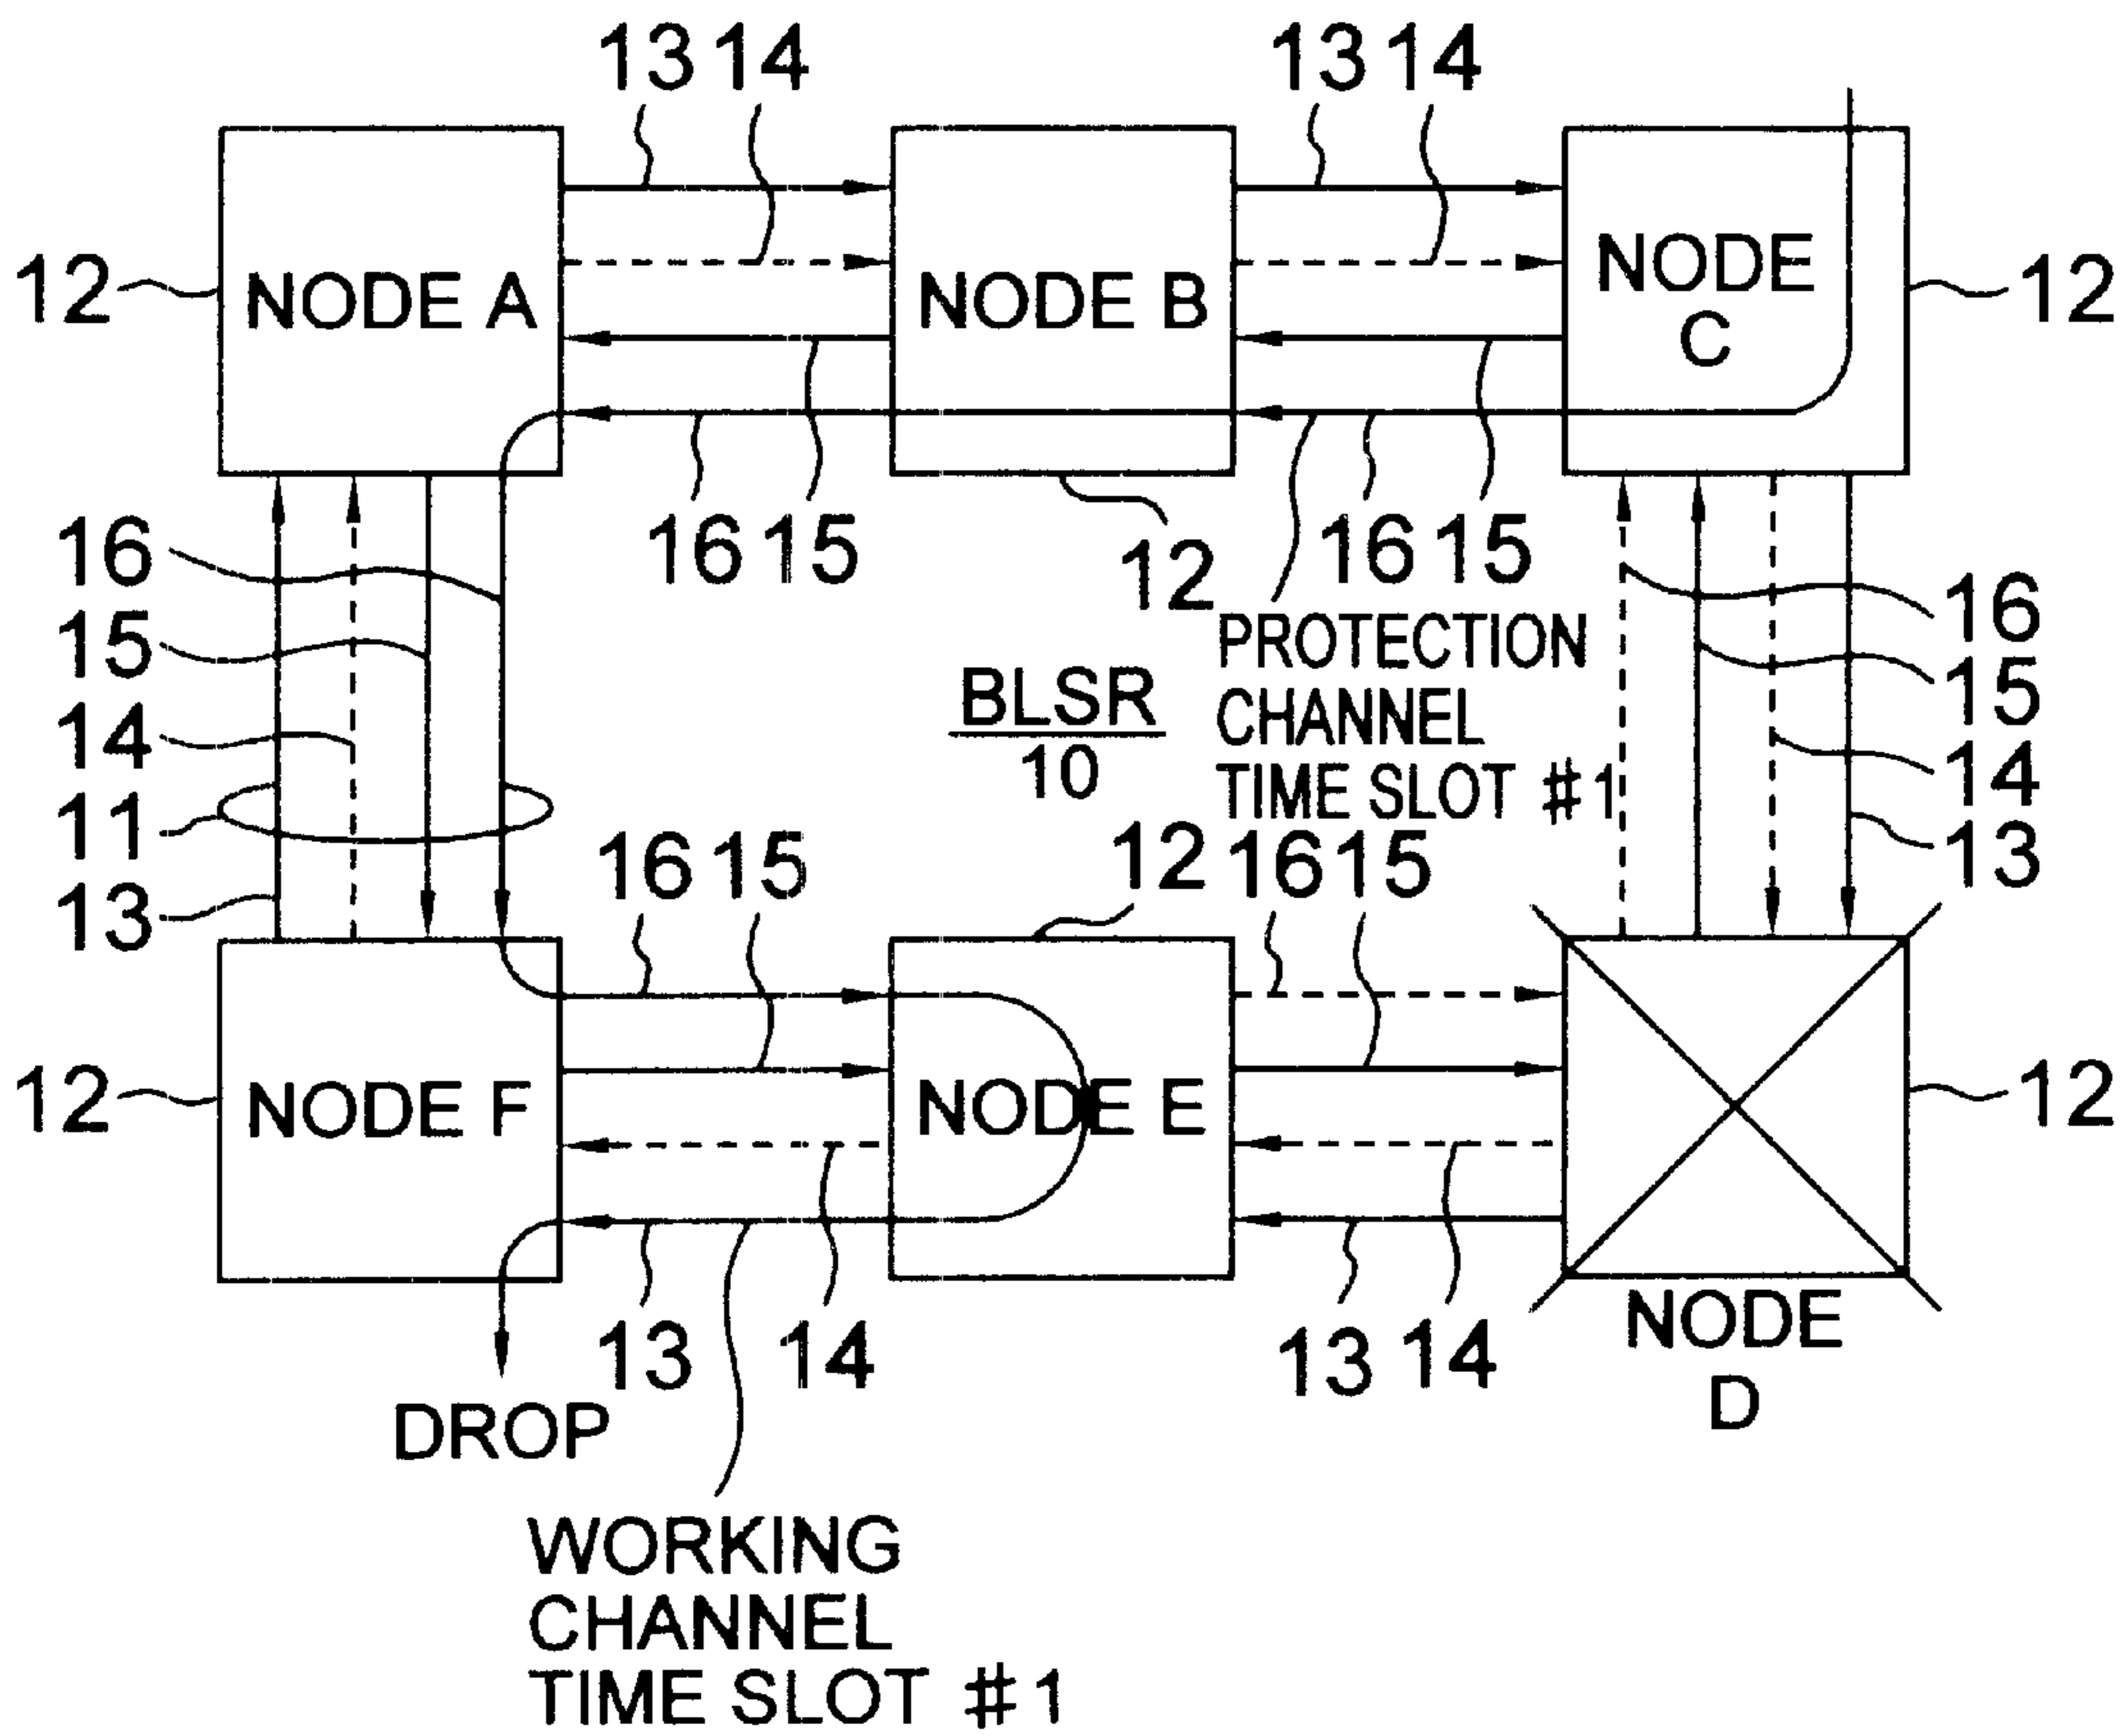 13 14 13 14
12 NODE A NODE B NODE
C 12
16 15 16 15
12
16
15
14
11
13
PROTECTION
CHANNEL
TIME SLOT #1
BLSR
10
16
15
14
13
16 15 12 16 15
12 NODE F NODE E 12
13 14 13 14
NODE
D
DROP
WORKING
CHANNEL
TIME SLOT #1